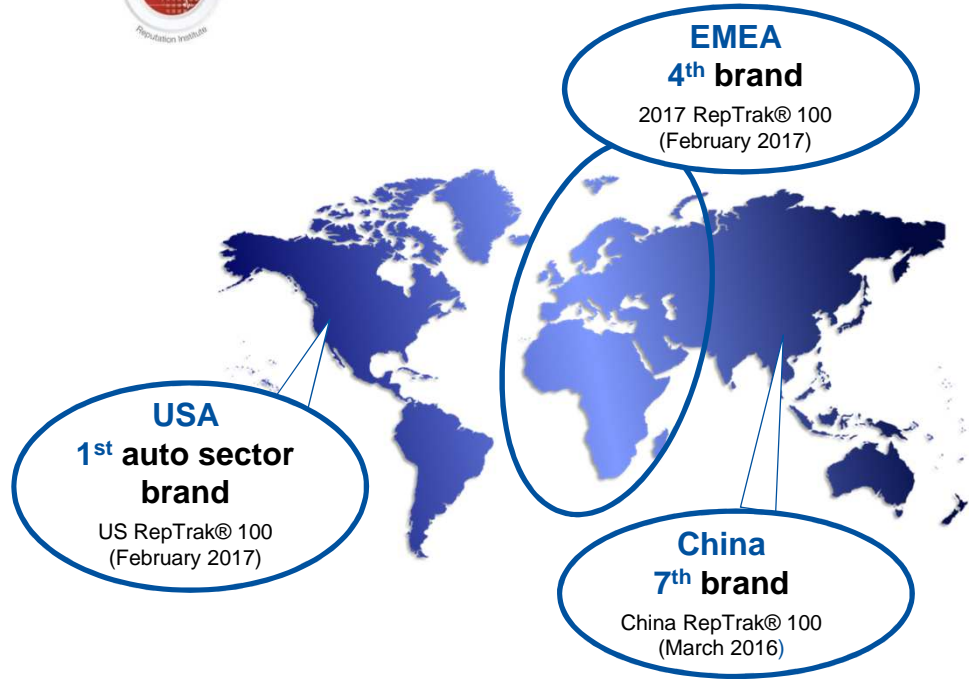 Reputation Institute
EMEA
4th brand
2017 RepTrak® 100
(February 2017)
USA
1st auto sector
brand
US RepTrak® 100
(February 2017)
China
7th brand
China RepTrak® 100
(March 2016)